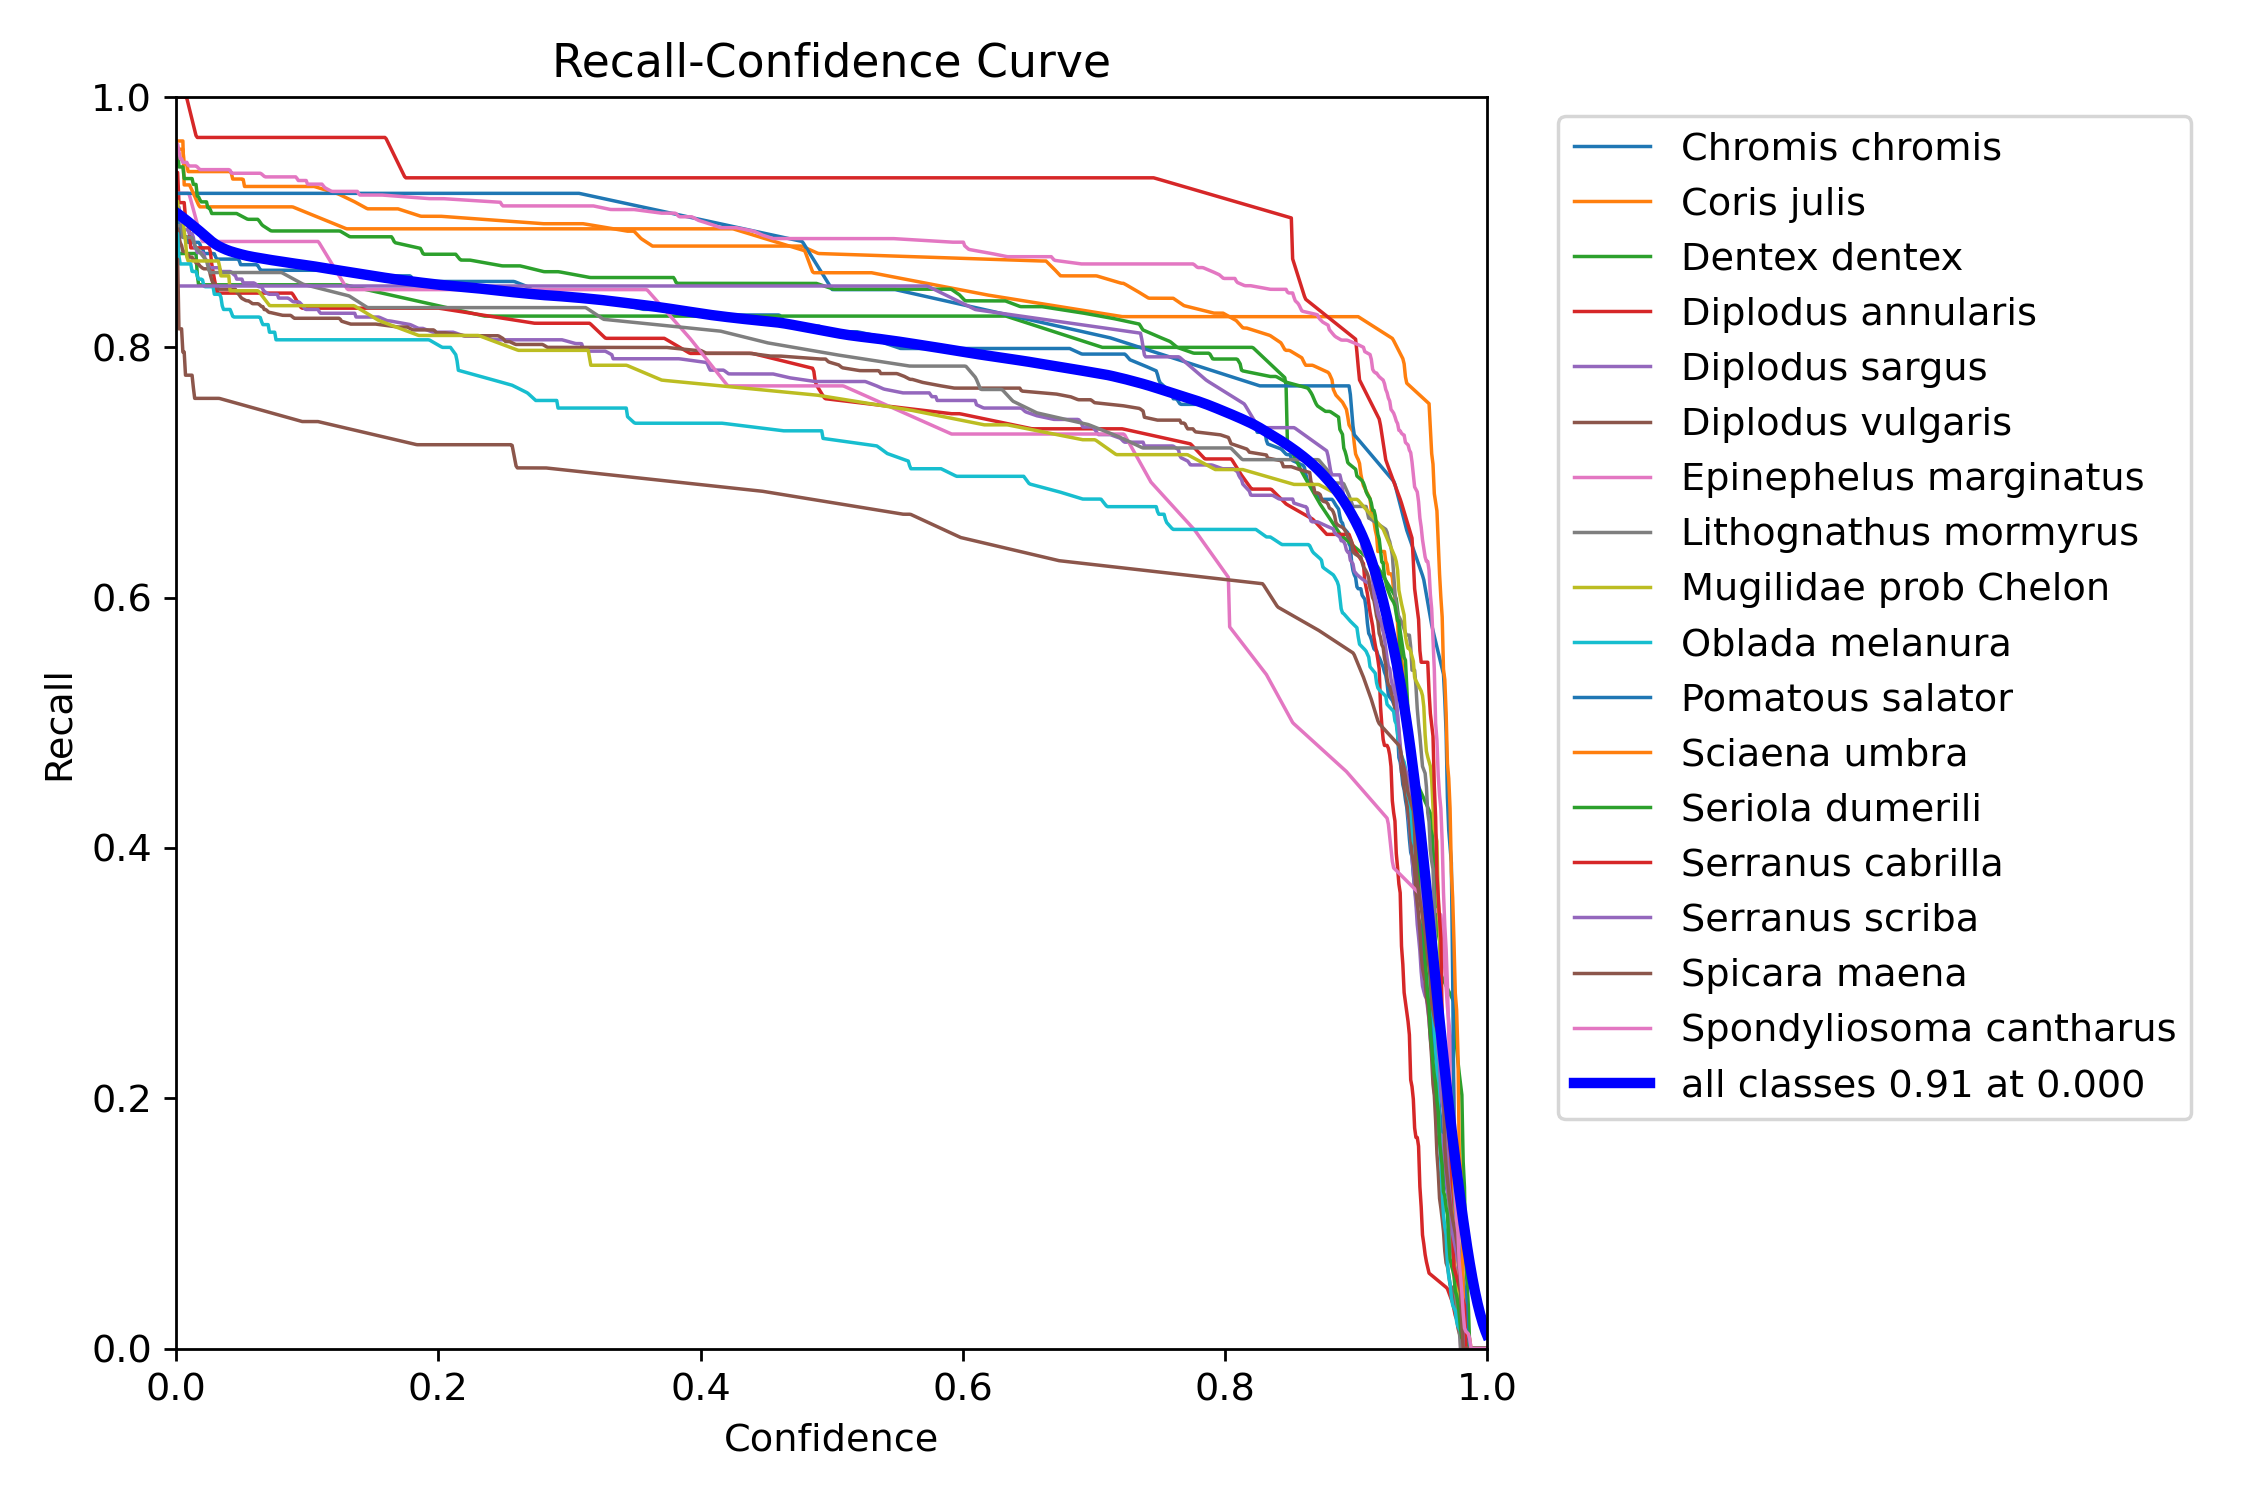 Recall-Confidence Curve
1.0
0.8
0.6
0.4
0.2
0.0
Recall
0.0 0.2 0.4 0.6 0.8 1.0
Confidence
Chromis chromis
Coris julis
Dentex dentex
Diplodus annularis
Diplodus sargus
Diplodus vulgaris
Epinephelus marginatus
Lithognathus mormyrus
Mugilidae prob Chelon
Oblada melanura
Pomatous salator
Sciaena umbra
Seriola dumerili
Serranus cabrilla
Serranus scriba
Spicara maena
Spondyliosoma cantharus
all classes 0.91 at 0.000